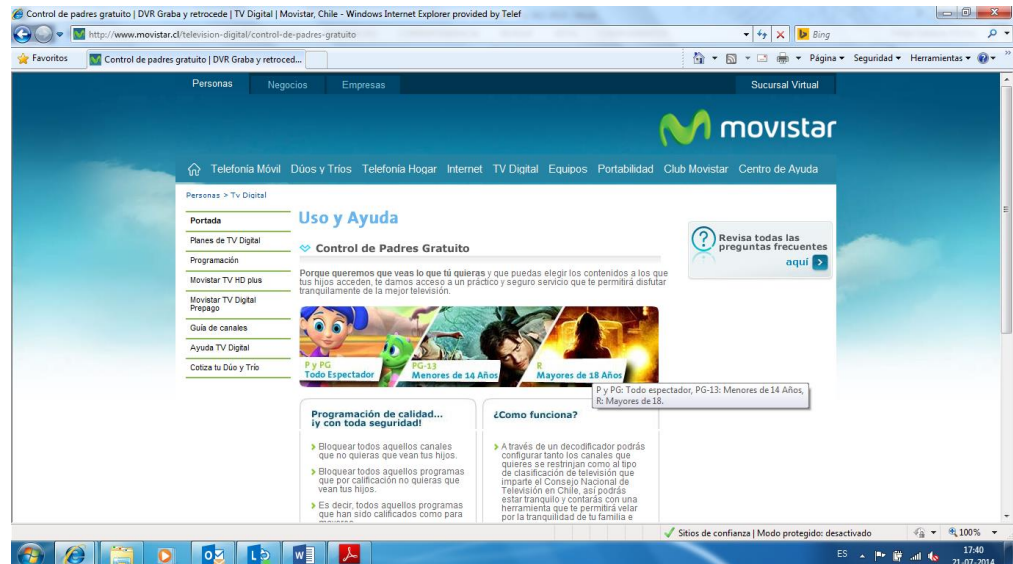 Control de padres gratuito | DVR Graba y retrocede | TV Digital | Movistar, Chile - Windows Internet Explorer provided by Telef
http://www.movistar.cl/television-digital/control-de-padres-gratuito
Bing
Favoritos
Control de padres gratuito | DVR Graba y retroced...
Página
Seguridad
Herramientas
Personas
Negocios
Empresas
Sucursal Virtual
movistar
Telefonía Móvil
Dúos y Tríos
Telefonía Hogar
Internet
TV Digital
Equipos
Portabilidad
Club Movistar
Centro de Ayuda
Personas > Tv Digital
Portada
Planes de TV Digital
Programación
Movistar TV HD plus
Movistar TV Digital
Prepago
Guía de canales
Ayuda TV Digital
Cotiza tu Dúo y Trío
Uso y Ayuda
Control de Padres Gratuito
Porque queremos que veas lo que tú quieras y que puedas elegir los contenidos a los que
tus hijos acceden, te damos acceso a un práctico y seguro servicio que te permitirá disfutar
tranquilamente de la mejor televisión.
P y PG
Todo Espectador
PG-13
Menores de 14 Años
R
Mayores de 18 Años
P y PG: Todo espectador, PG-13: Menores de 14 Años,
R: Mayores de 18.
Revisa todas las
preguntas frecuentes
aquí
Programación de calidad...
¡y con toda seguridad!
Bloquear todos aquellos canales
que no quieras que vean tus hijos.
Bloquear todos aquellos programas
que por calificación no quieras que
vean tus hijos.
Es decir, todos aquellos programas
que han sido calificados como para
¿Como funciona?
A través de un decodificador podrás
configurar tanto los canales que
quieres se restrinjan como al tipo
de clasificación de televisión que
imparte el Consejo Nacional de
Televisión en Chile, así podrás
estar tranquilo y contarás con una
herramienta que te permitirá velar
por la tranquilidad de tu familia e
Sitios de confianza | Modo protegido: desactivado
100%
ES
17:40
21-07-2014